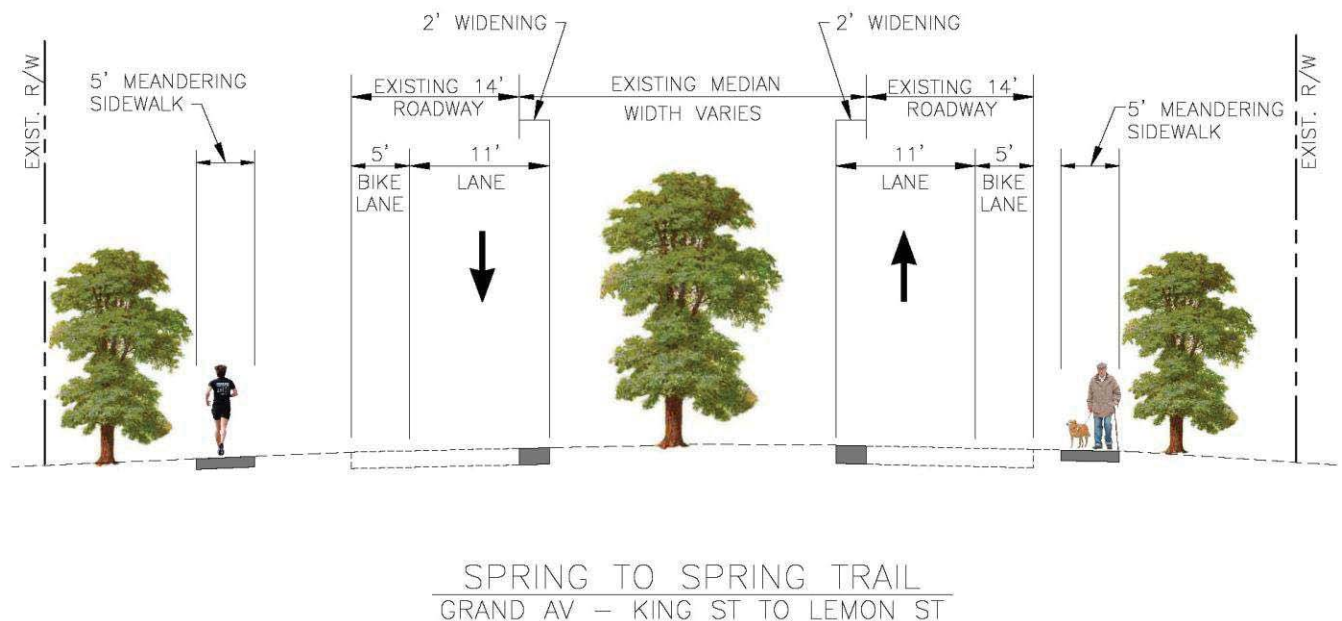 2' WIDENING
2' WIDENING
EXIST. R/W
5' MEANDERING
SIDEWALK
EXISTING 14'
ROADWAY
EXISTING MEDIAN
WIDTH VARIES
EXISTING 14'
ROADWAY
5' MEANDERING
SIDEWALK
EXIST. R/W
5'
BIKE
LANE
11'
LANE
11'
LANE
5'
BIKE
LANE
SPRING TO SPRING TRAIL
GRAND AV – KING ST TO LEMON ST